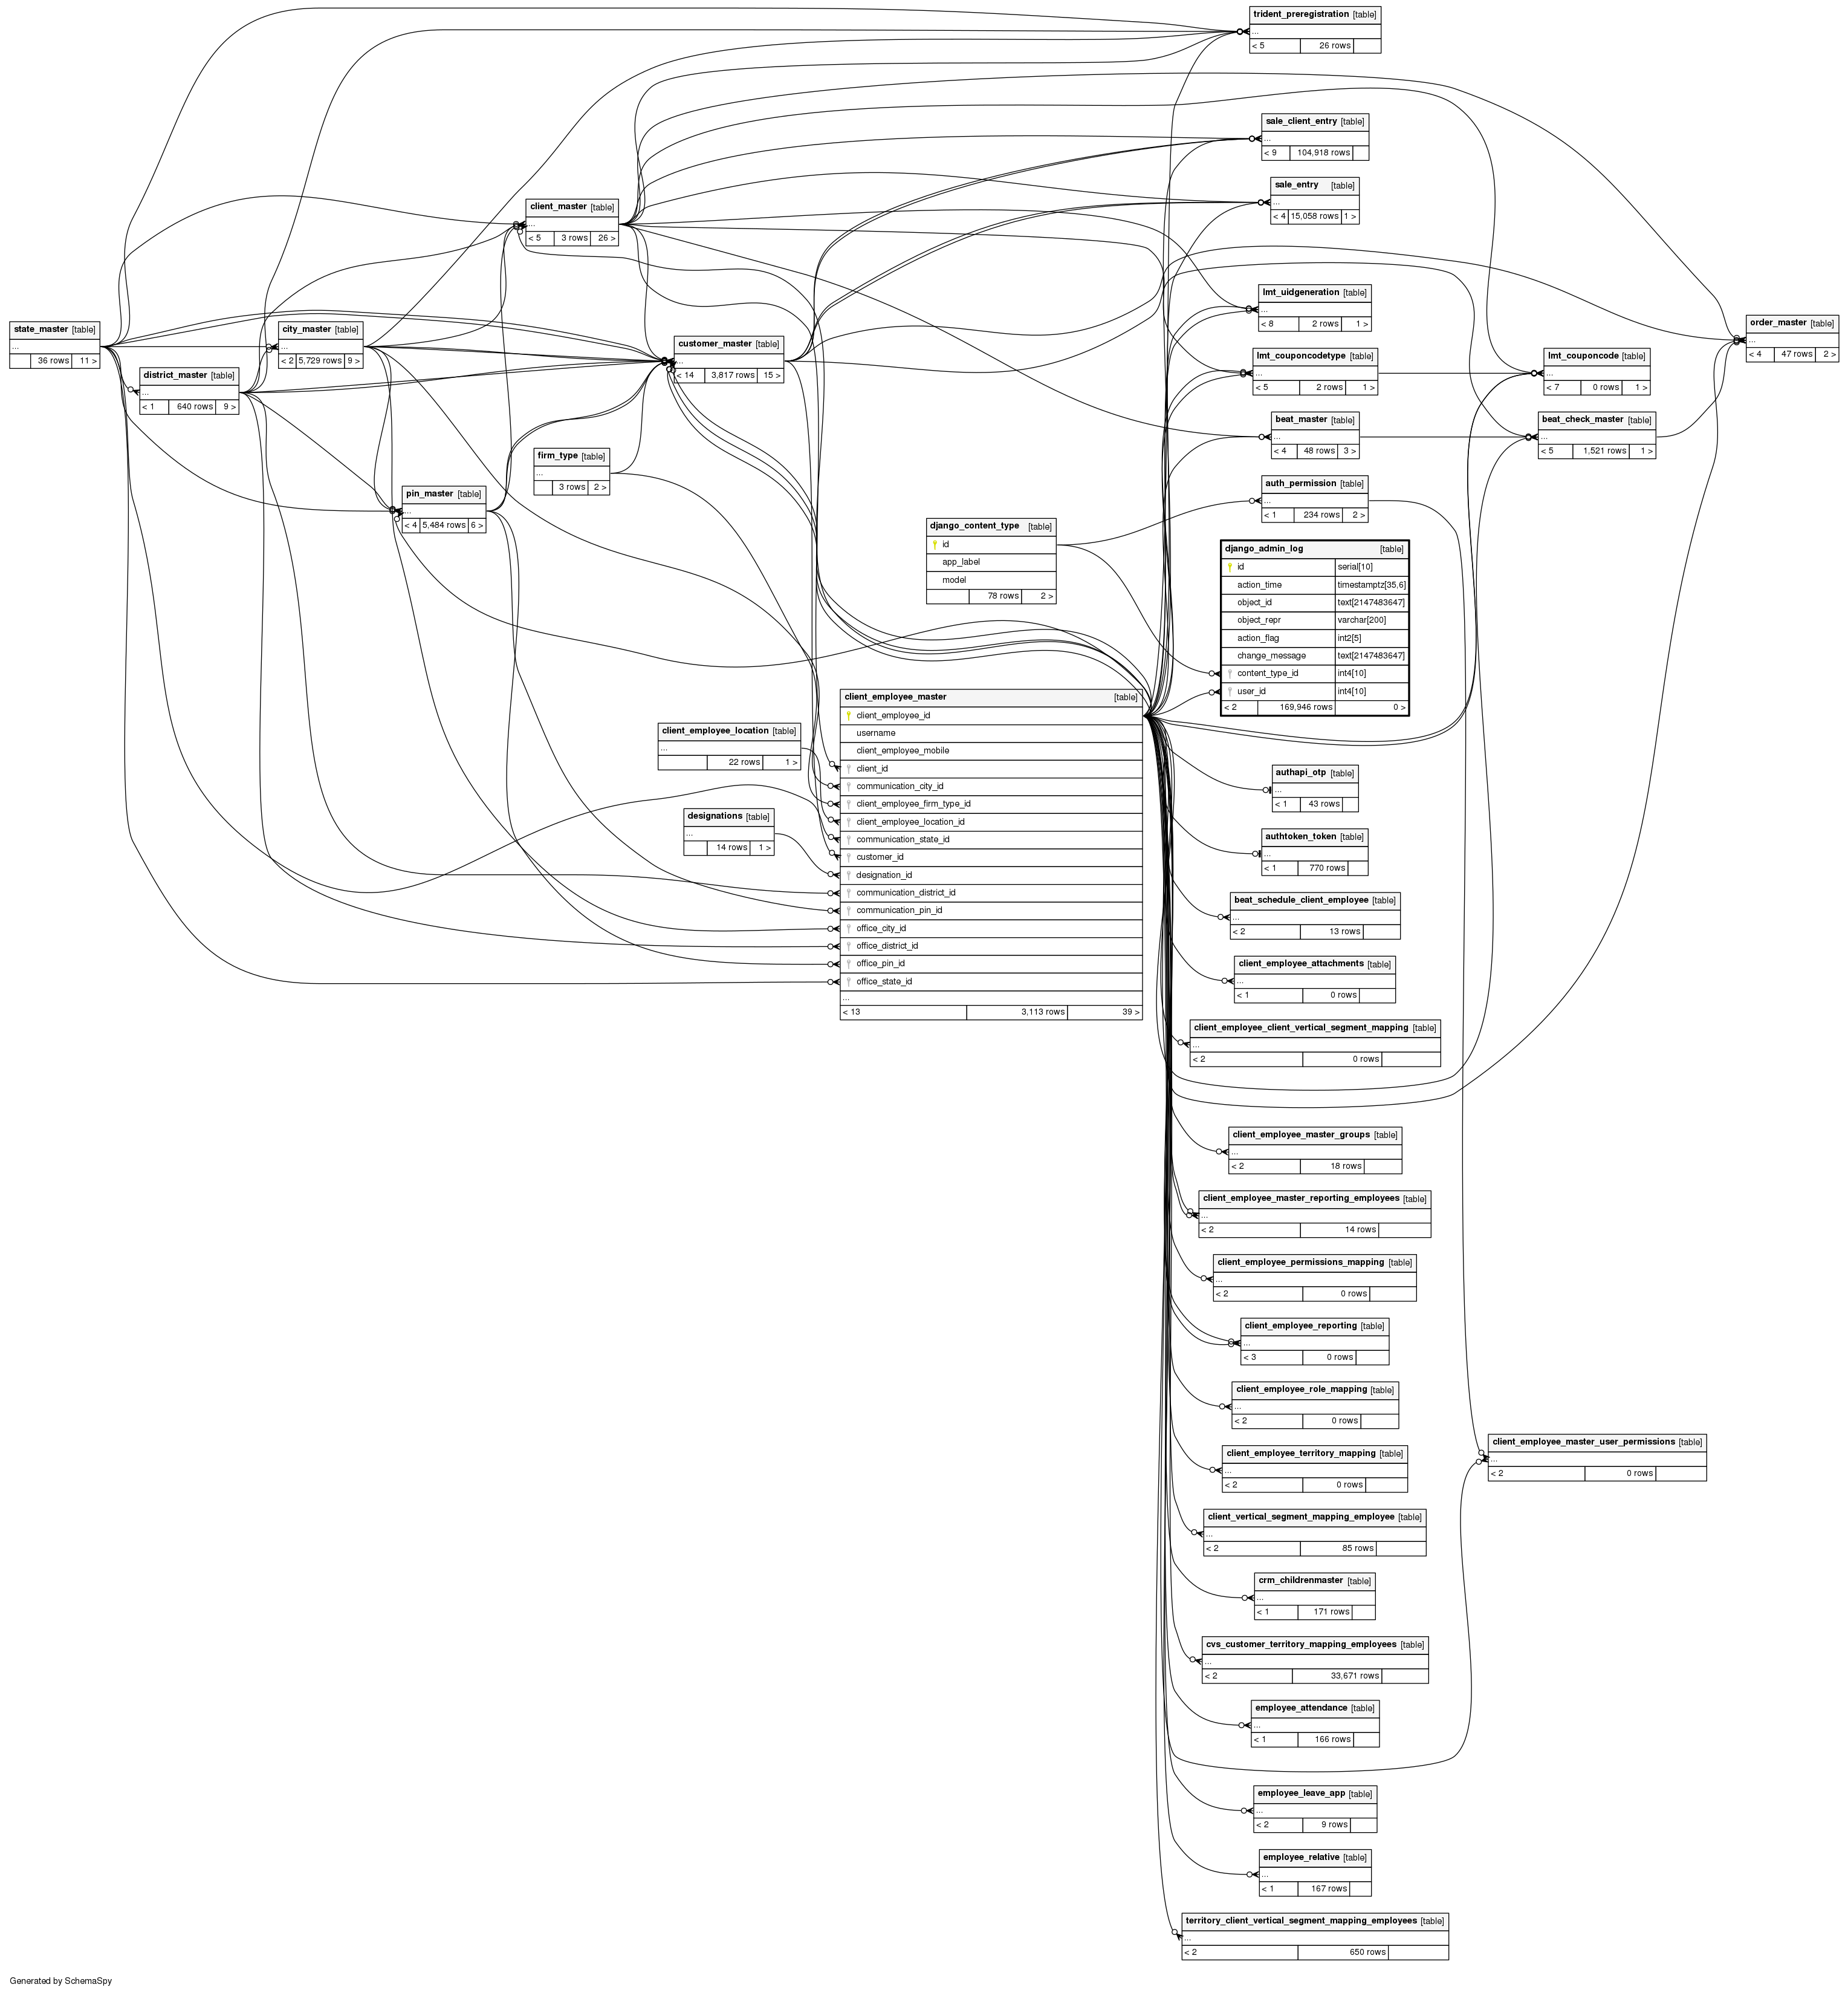 trident_preregistration [table]
...
< 5 26 rows
sale_client_entry [table]
...
< 9 104,918 rows
sale_entry [table]
...
< 4 15,058 rows 1 >
client_master [table]
...
< 5 3 rows 26 >
lmt_uidgeneration [table]
...
< 8 2 rows 1 >
state_master [table]
...
36 rows 11 >
city_master [table]
...
< 2 5,729 rows 9 >
customer_master [table]
...
< 14 3,817 rows 15 >
order_master [table]
...
< 4 47 rows 2 >
lmt_couponcodetype [table]
...
< 5 2 rows 1 >
lmt_couponcode [table]
...
< 7 0 rows 1 >
district_master [table]
...
< 1 640 rows 9 >
beat_master [table]
...
< 4 48 rows 3 >
beat_check_master [table]
...
< 5 1,521 rows 1 >
firm_type [table]
...
3 rows 2 >
pin_master [table]
...
< 4 5,484 rows 6 >
auth_permission [table]
...
< 1 234 rows 2 >
django_content_type [table]
id
app_label
model
78 rows 2 >
django_admin_log [table]
id serial[10]
action_time timestamptz[35,6]
object_id text[2147483647]
object_repr varchar[200]
action_flag int2[5]
change_message text[2147483647]
content_type_id int4[10]
user_id int4[10]
< 2 169,946 rows 0 >
client_employee_master [table]
client_employee_id
username
client_employee_mobile
client_id
communication_city_id
client_employee_firm_type_id
client_employee_location_id
communication_state_id
customer_id
designation_id
communication_district_id
communication_pin_id
office_city_id
office_district_id
office_pin_id
office_state_id
...
< 13 3,113 rows 39 >
client_employee_location [table]
...
22 rows 1 >
designations [table]
...
14 rows 1 >
authapi_otp [table]
...
< 1 43 rows
authtoken_token [table]
...
< 1 770 rows
beat_schedule_client_employee [table]
...
< 2 13 rows
client_employee_attachments [table]
...
< 1 0 rows
client_employee_client_vertical_segment_mapping [table]
...
< 2 0 rows
client_employee_master_groups [table]
...
< 2 18 rows
client_employee_master_reporting_employees [table]
...
< 2 14 rows
client_employee_permissions_mapping [table]
...
< 2 0 rows
client_employee_reporting [table]
...
< 3 0 rows
client_employee_role_mapping [table]
...
< 2 0 rows
client_employee_master_user_permissions [table]
...
< 2 0 rows
client_employee_territory_mapping [table]
...
< 2 0 rows
client_vertical_segment_mapping_employee [table]
...
< 2 85 rows
crm_childrenmaster [table]
...
< 1 171 rows
cvs_customer_territory_mapping_employees [table]
...
< 2 33,671 rows
employee_attendance [table]
...
< 1 166 rows
employee_leave_app [table]
...
< 2 9 rows
employee_relative [table]
...
< 1 167 rows
territory_client_vertical_segment_mapping_employees [table]
...
< 2 650 rows
Generated by SchemaSpy